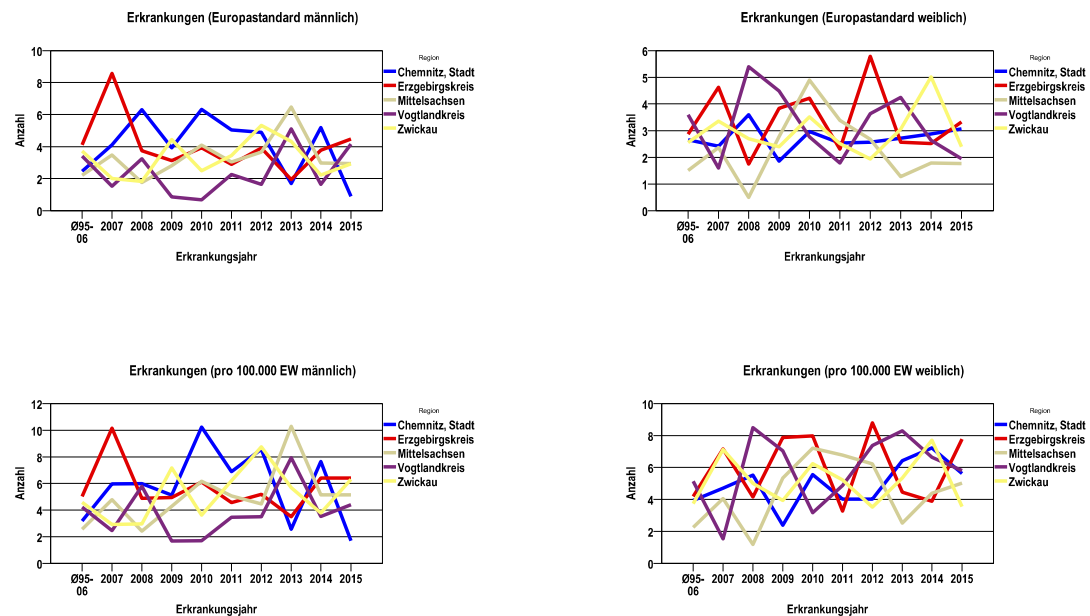 Erkrankungen (Europastandard männlich)
Anzahl
10
8
6
4
2
0
Ø95-06 2007 2008 2009 2010 2011 2012 2013 2014 2015
Erkrankungsjahr
Region
Chemnitz, Stadt
Erzgebirgskreis
Mittelsachsen
Vogtlandkreis
Zwickau
Erkrankungen (Europastandard weiblich)
Anzahl
6
5
4
3
2
1
0
Ø95-06 2007 2008 2009 2010 2011 2012 2013 2014 2015
Erkrankungsjahr
Region
Chemnitz, Stadt
Erzgebirgskreis
Mittelsachsen
Vogtlandkreis
Zwickau
Erkrankungen (pro 100.000 EW männlich)
Anzahl
12
10
8
6
4
2
0
Ø95-06 2007 2008 2009 2010 2011 2012 2013 2014 2015
Erkrankungsjahr
Region
Chemnitz, Stadt
Erzgebirgskreis
Mittelsachsen
Vogtlandkreis
Zwickau
Erkrankungen (pro 100.000 EW weiblich)
Anzahl
10
8
6
4
2
0
Ø95-06 2007 2008 2009 2010 2011 2012 2013 2014 2015
Erkrankungsjahr
Region
Chemnitz, Stadt
Erzgebirgskreis
Mittelsachsen
Vogtlandkreis
Zwickau